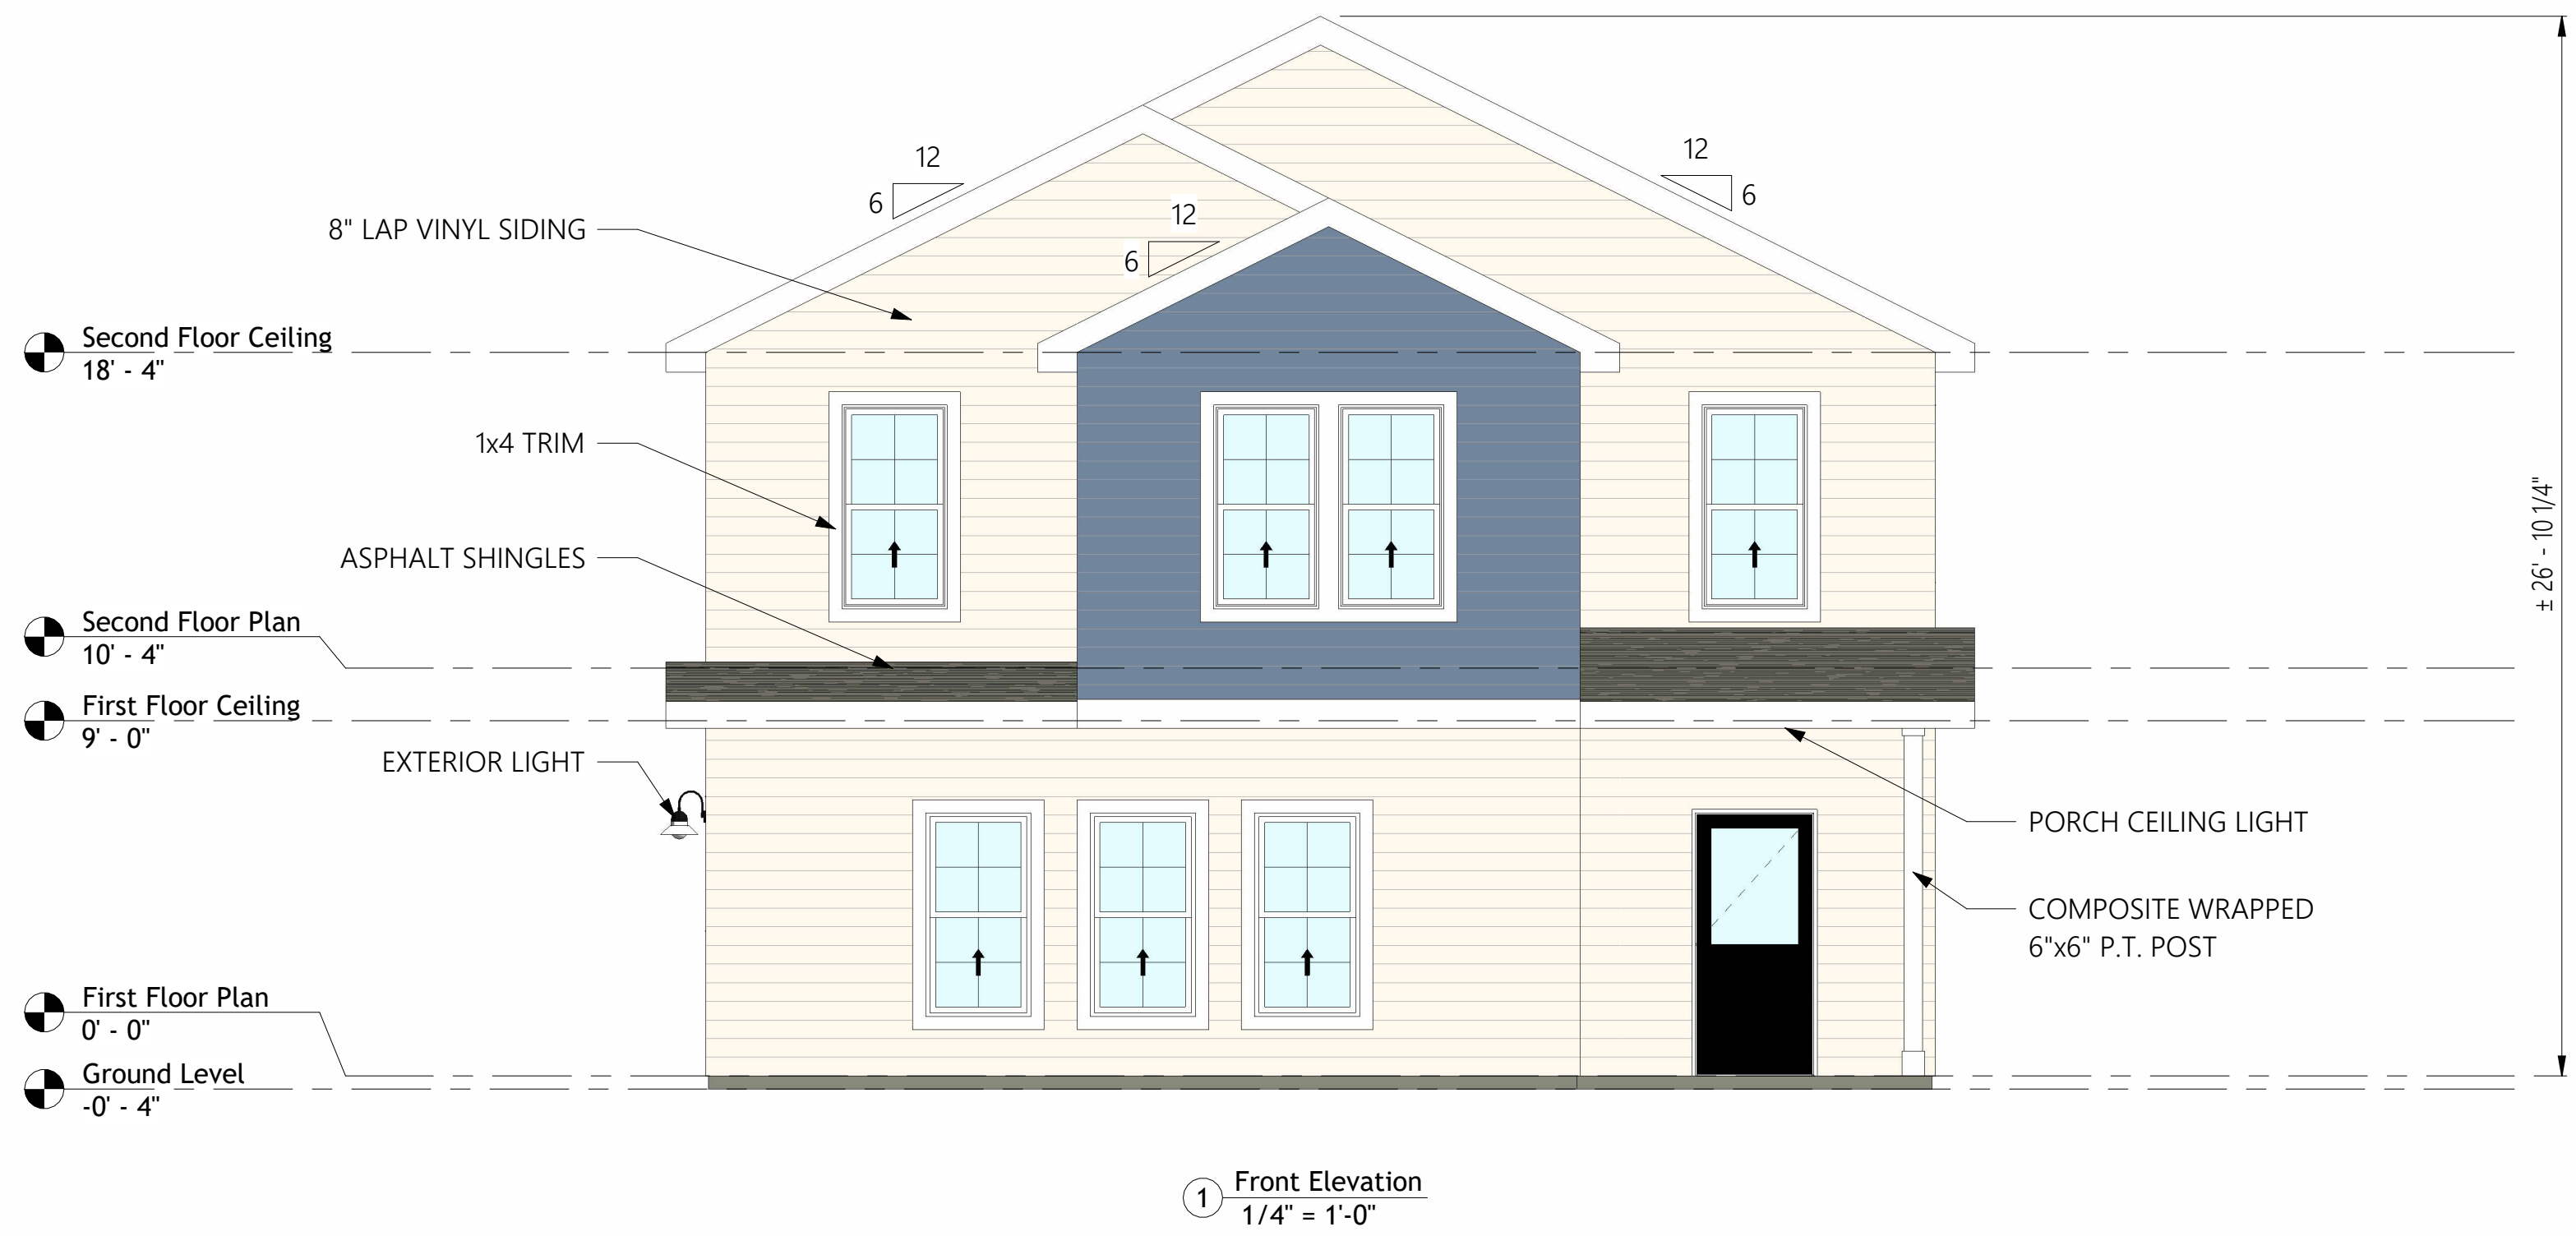 12
6
12
6
12
6
8" LAP VINYL SIDING
Second Floor Ceiling
18' - 4"
1x4 TRIM
± 26' - 10 1/4"
ASPHALT SHINGLES
Second Floor Plan
10' - 4"
First Floor Ceiling
9' - 0"
EXTERIOR LIGHT
PORCH CEILING LIGHT
COMPOSITE WRAPPED
6"x6" P.T. POST
First Floor Plan
0' - 0"
Ground Level
-0' - 4"
1
Front Elevation
1/4" = 1'-0"